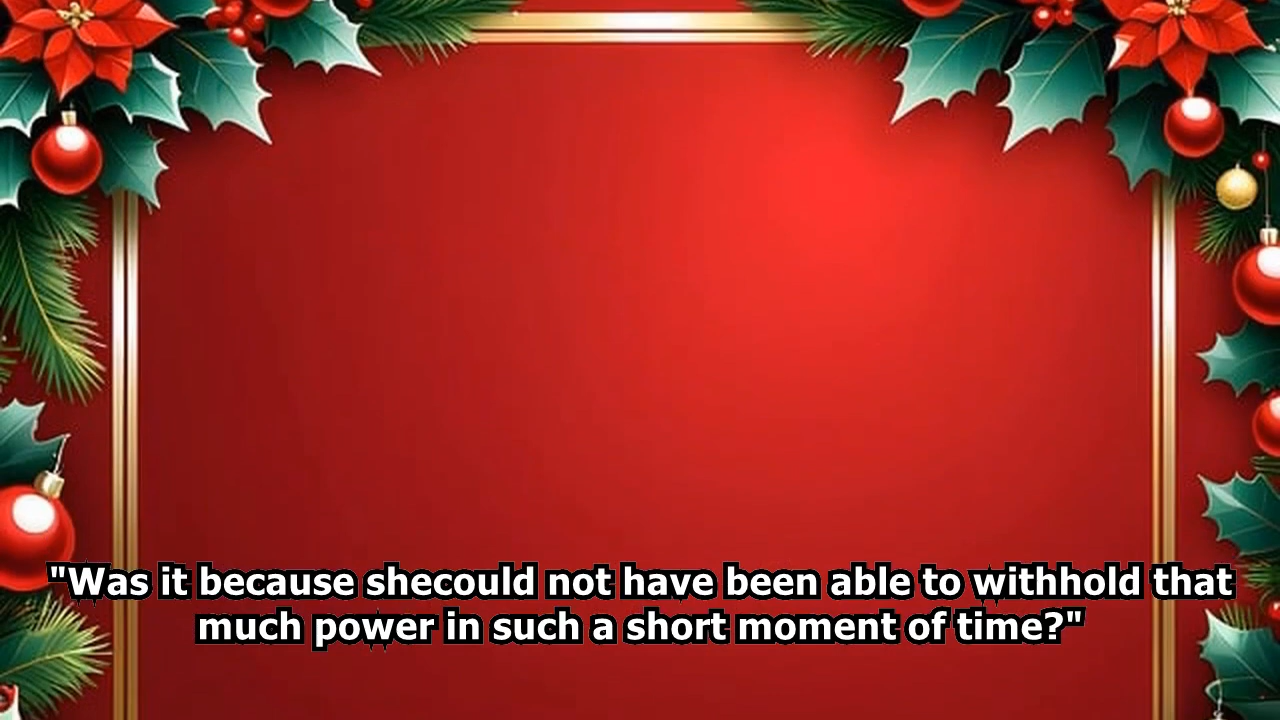 "Was it because shecould not have been able to withhold that
much power in such a short moment of time?"